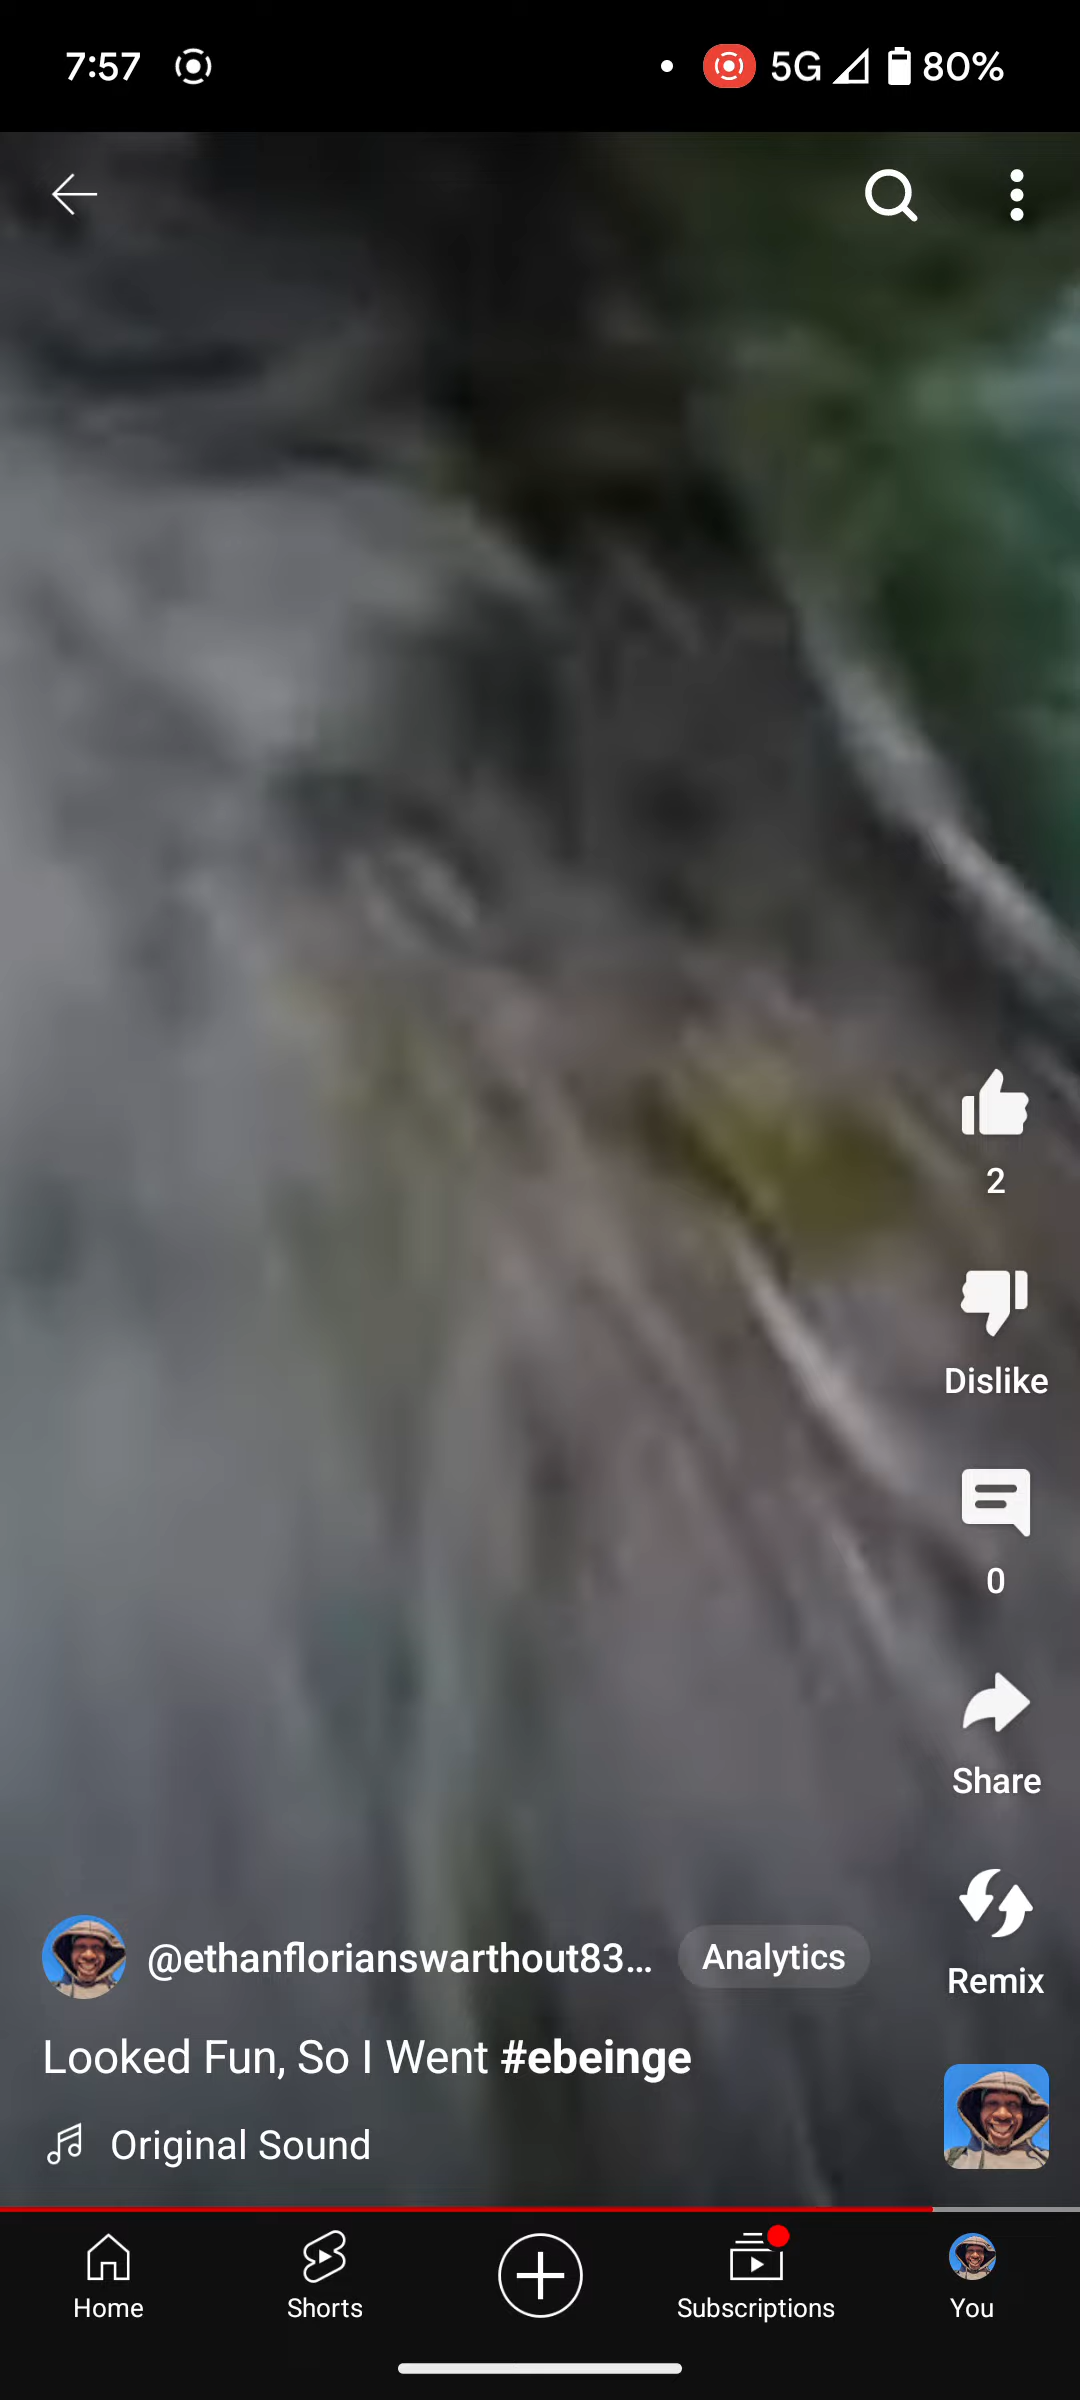 7:57
5G 80%
2
Dislike
0
Share
Remix
@ethanflorianswarthout83... Analytics
Looked Fun, So I Went #ebeinge
Original Sound
Home Shorts Subscriptions You